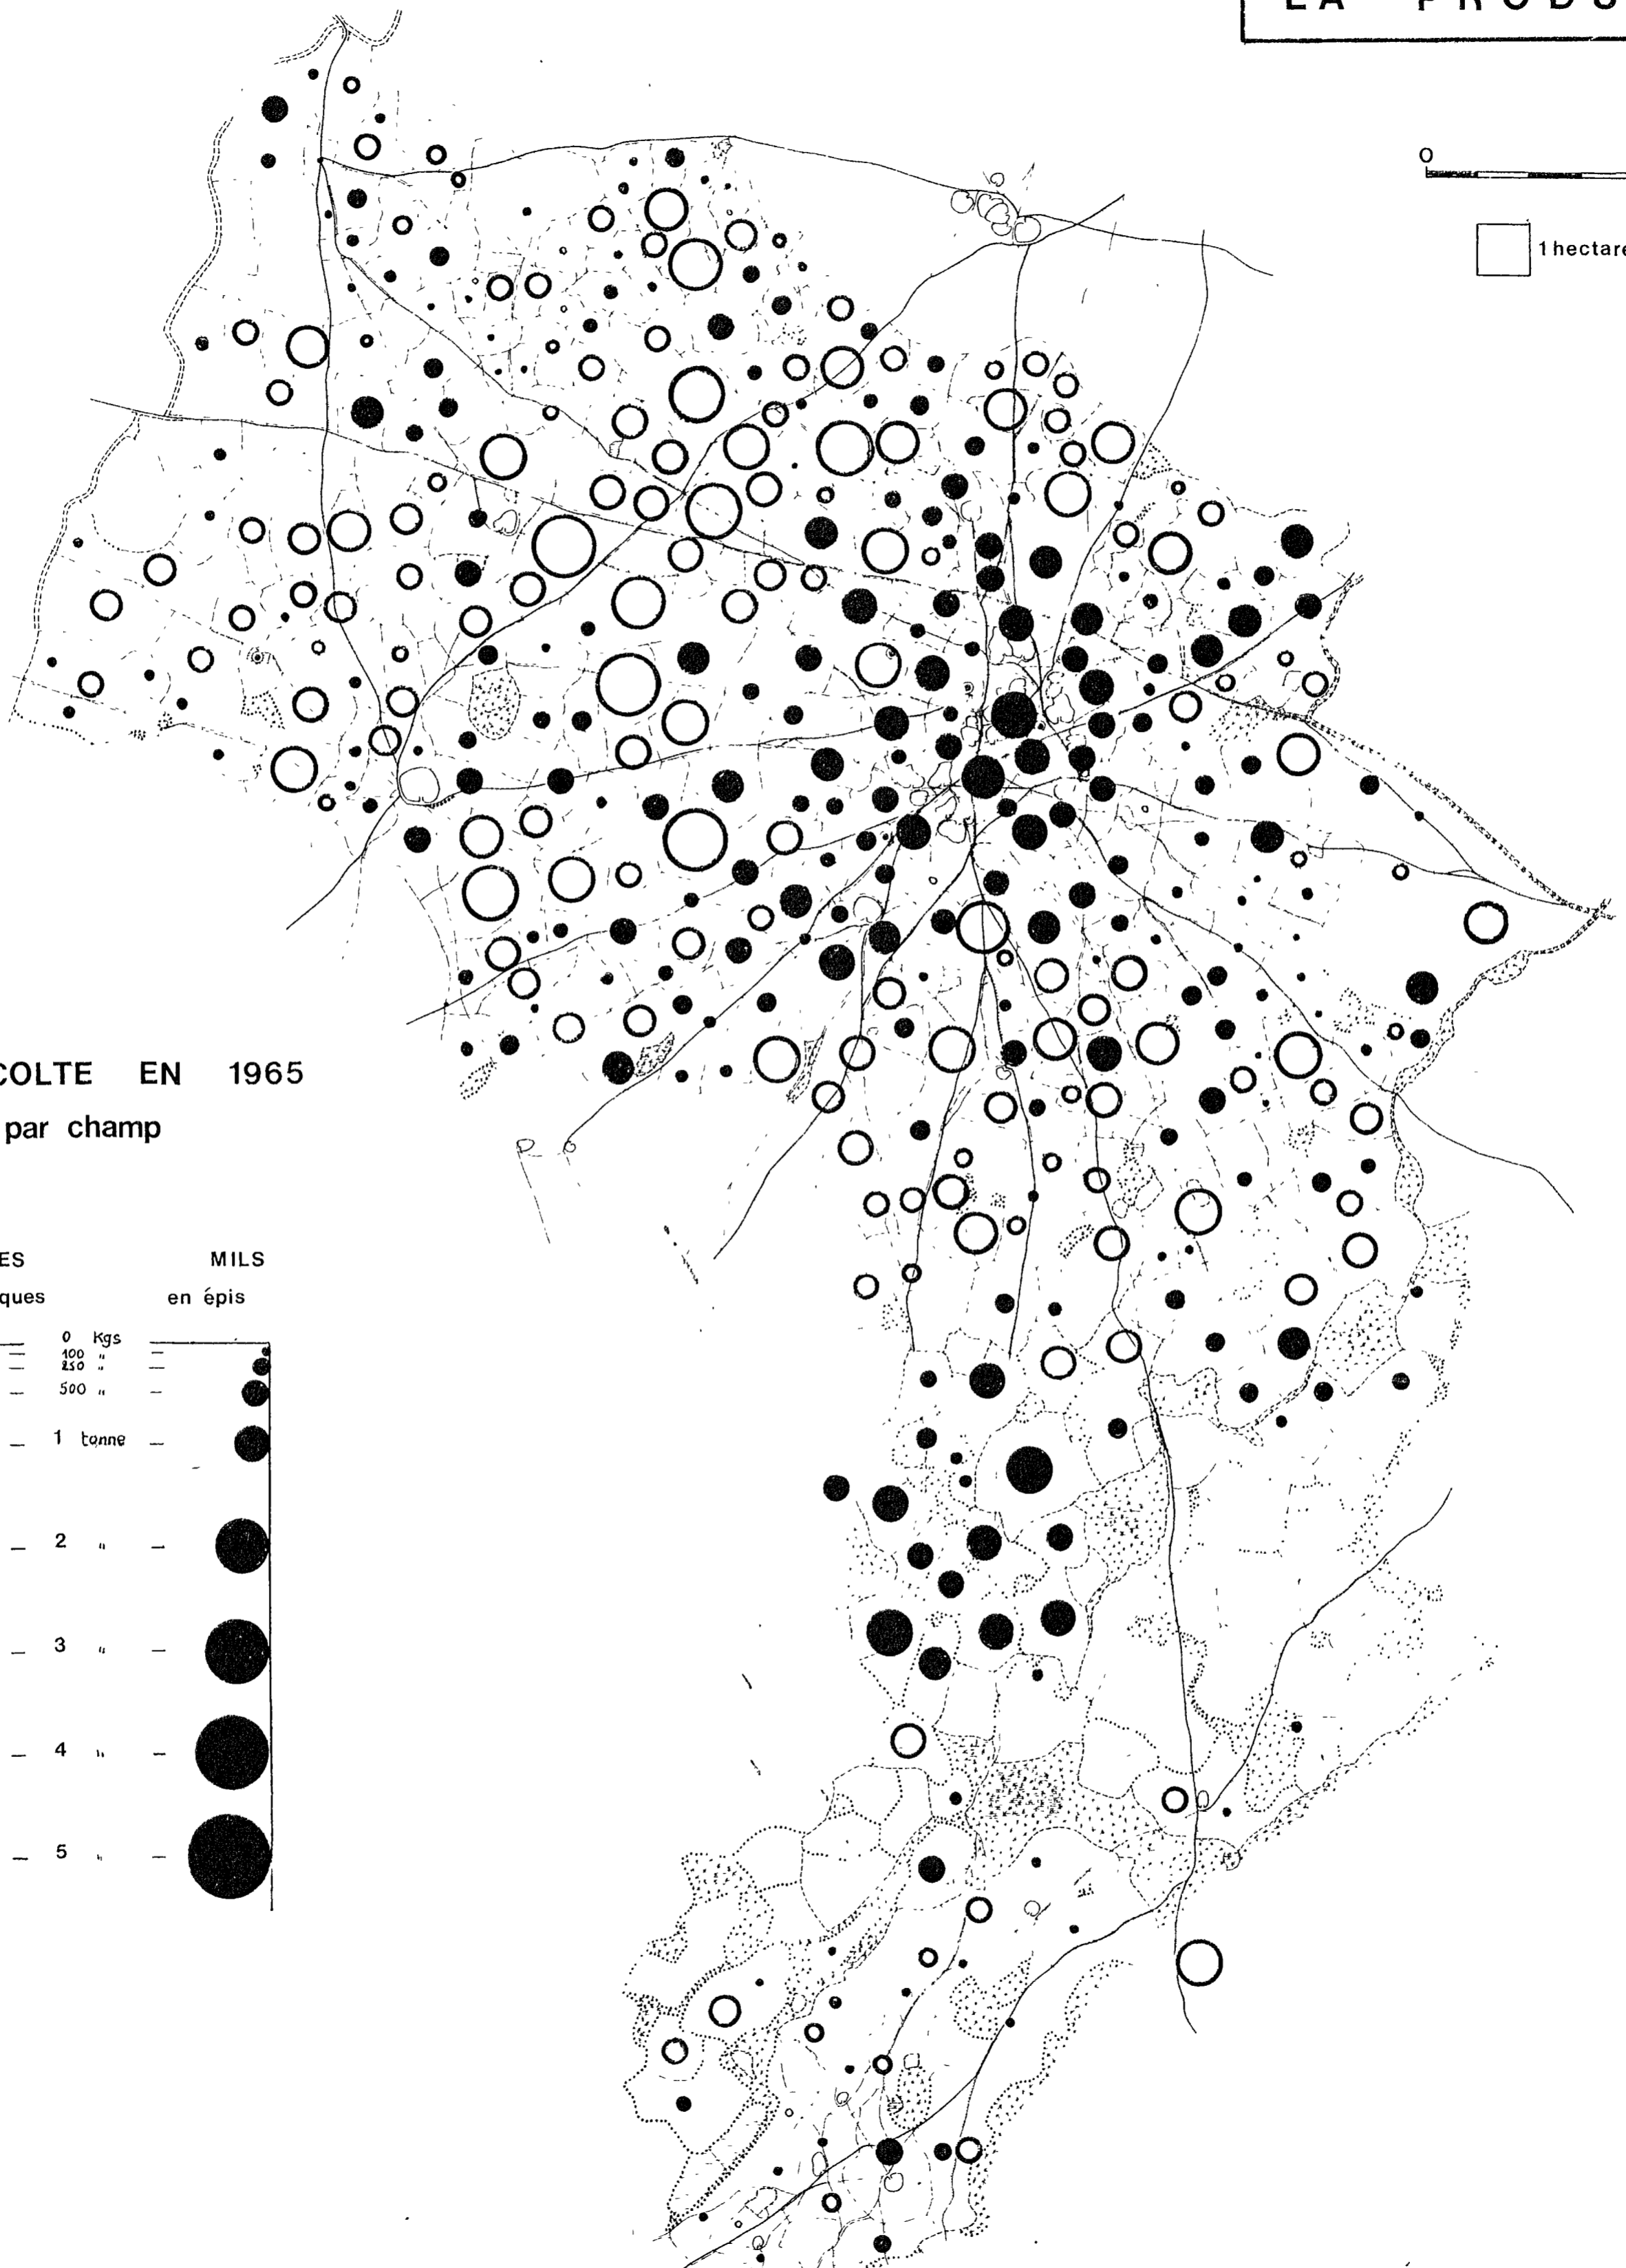 LA PRODU
0
1 hectare
COLTE EN 1965
par champ
ES MILS
ques en épis
0 Kgs
100 "
250 "
500 "
1 tonne
2 "
3 "
4 "
5 "